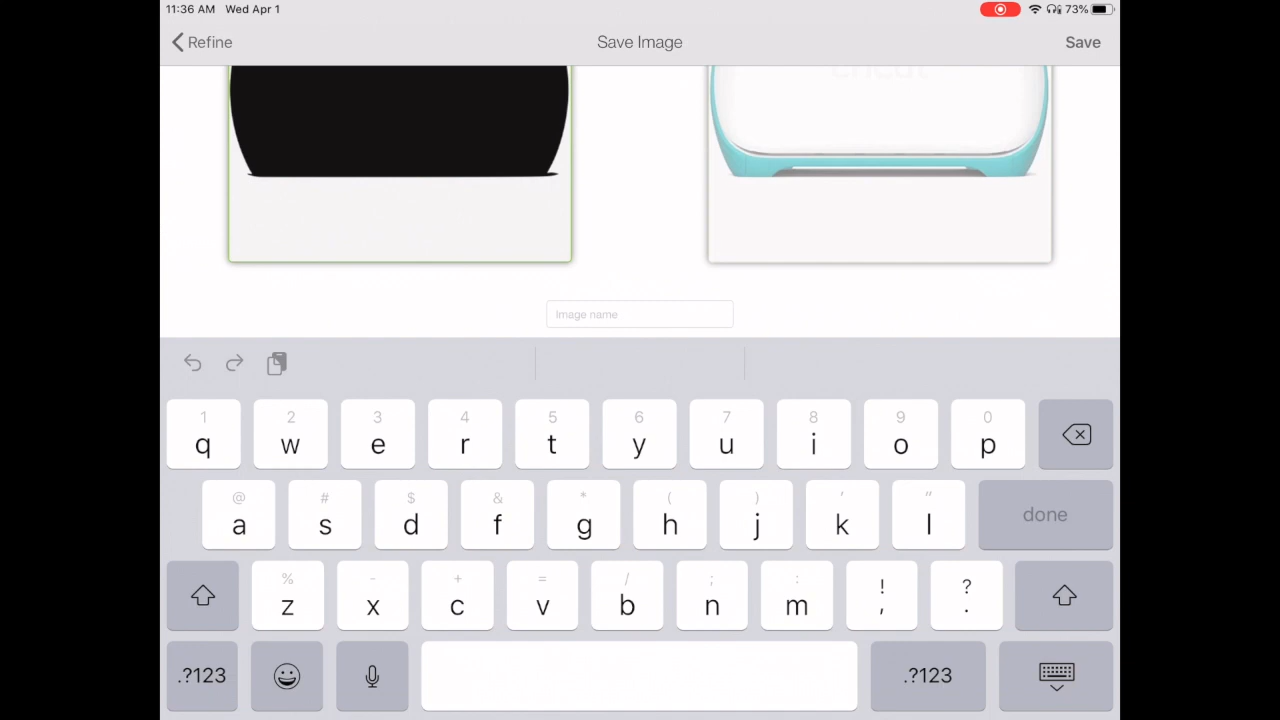 11:36 AM Wed Apr 1
73%
Refine
Save Image
Save
cricut
Image name
1 2 3 4 5 6 7 8 9 0
q w e r t y u i o p
@ # $ & * ( ) ' "
a s d f g h j k l done
% - + = / ; : ! ?
z x c v b n m , .
.?123 .?123